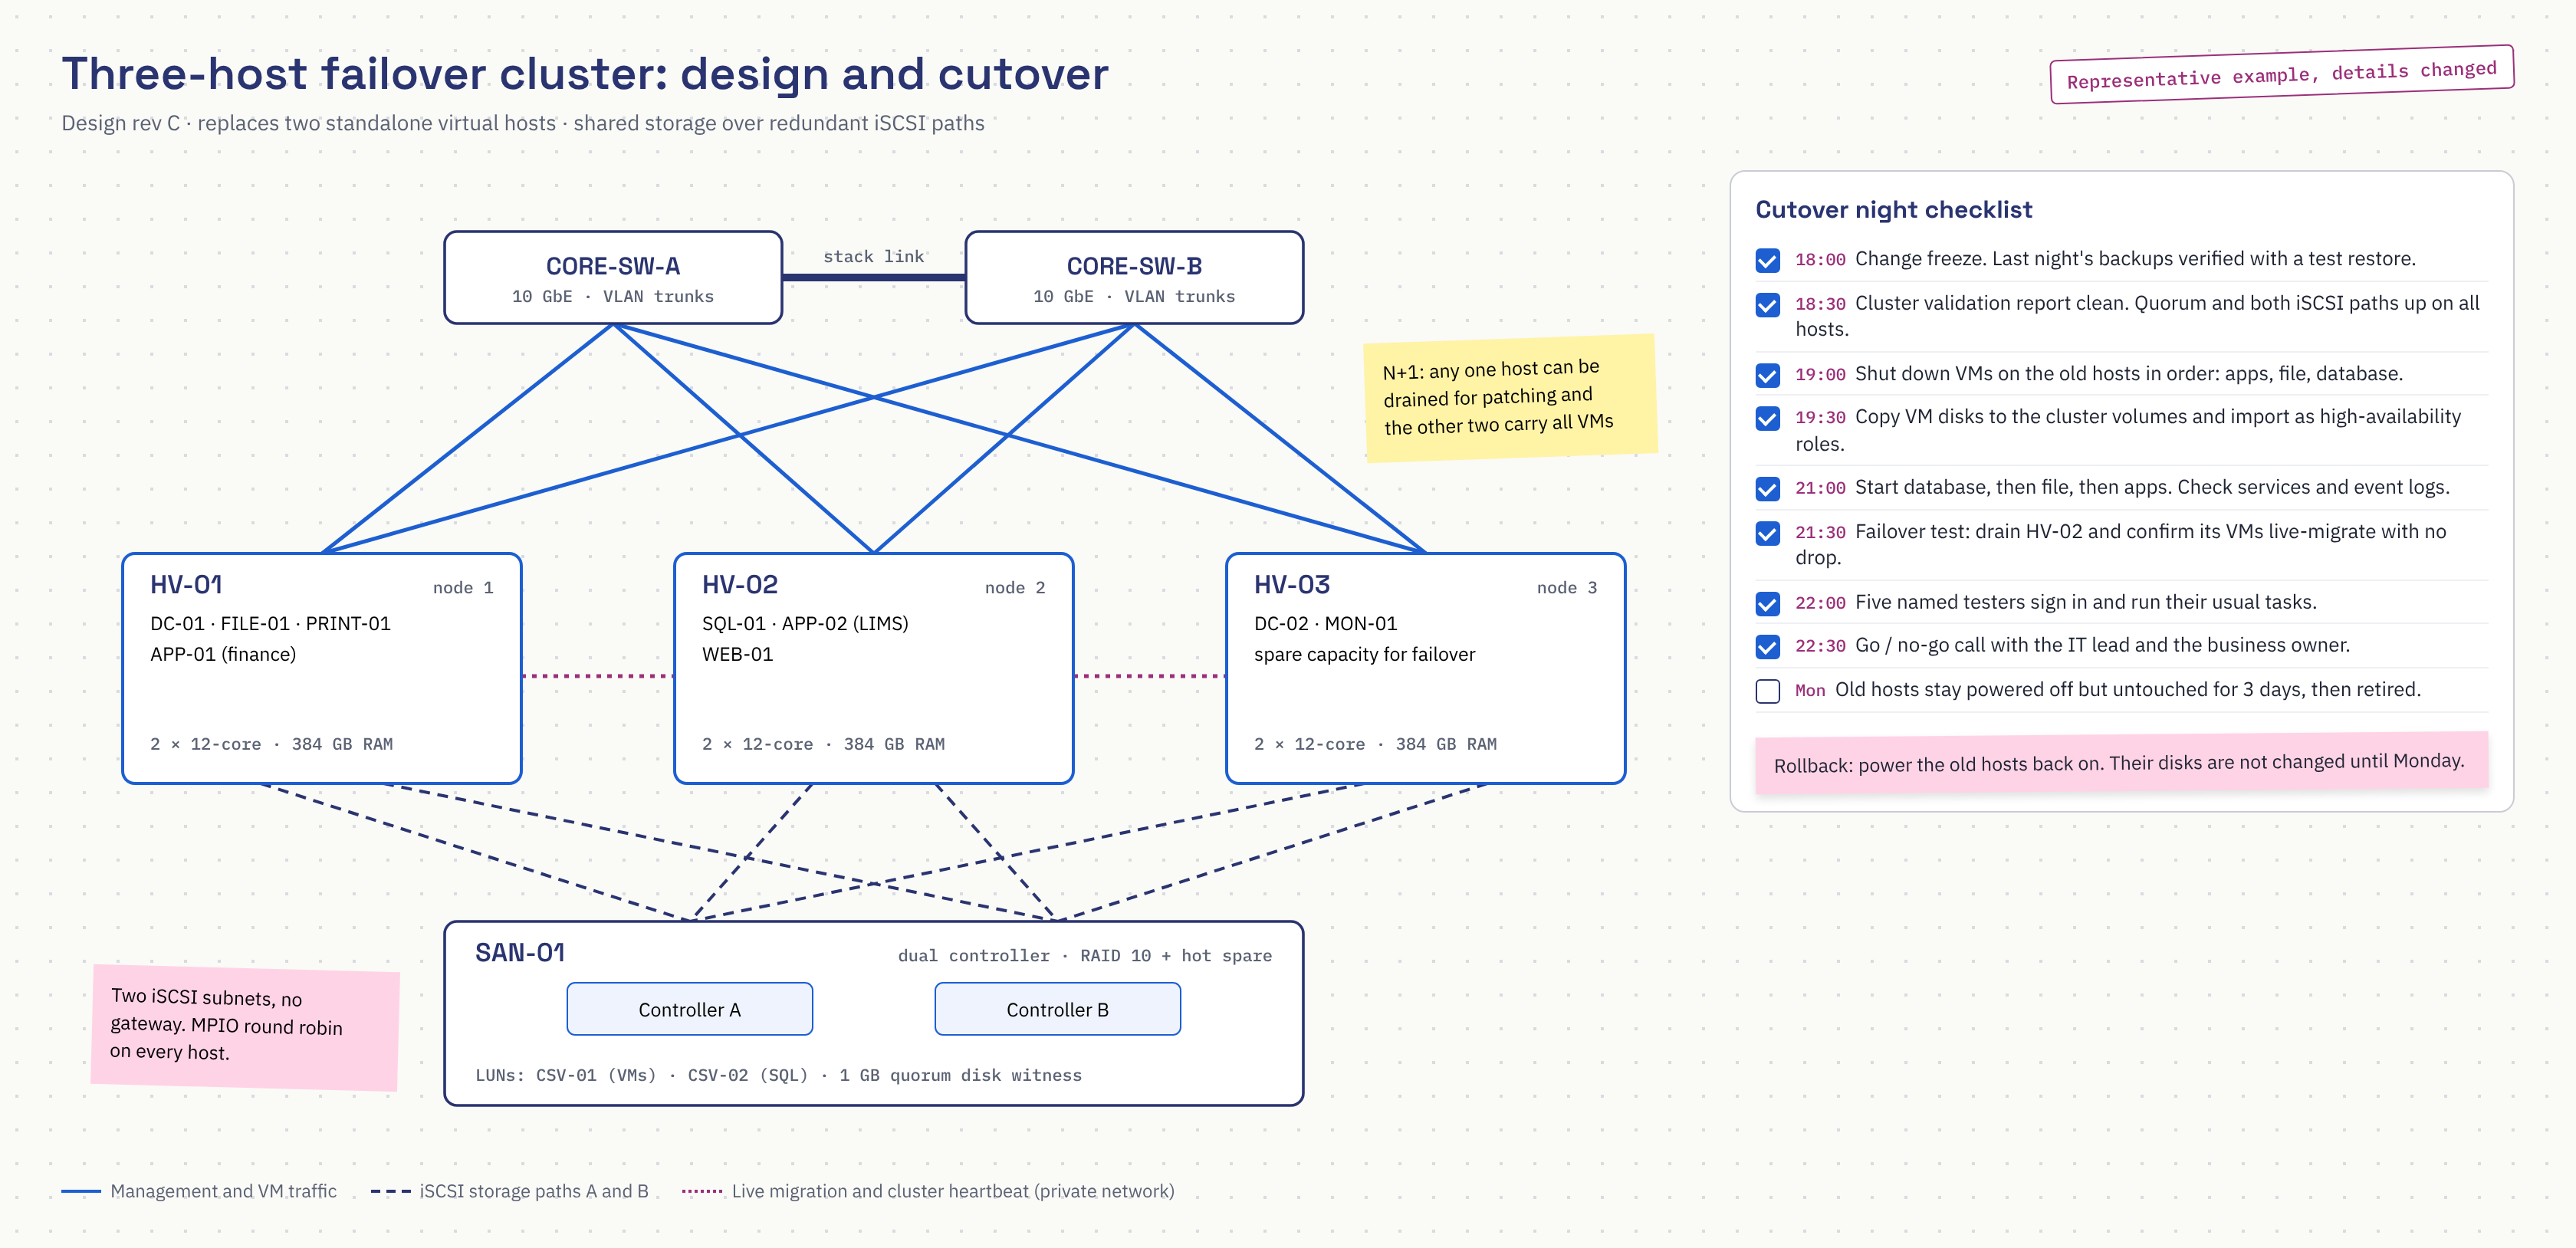 Three-host failover cluster: design and cutover
Representative example, details changed
Design rev C · replaces two standalone virtual hosts · shared storage over redundant iSCSI paths
CORE-SW-A
10 GbE · VLAN trunks
stack link
CORE-SW-B
10 GbE · VLAN trunks
N+1: any one host can be
drained for patching and
the other two carry all VMs
HV-01
node 1
DC-01 · FILE-01 · PRINT-01
APP-01 (finance)
2 × 12-core · 384 GB RAM
HV-02
node 2
SQL-01 · APP-02 (LIMS)
WEB-01
2 × 12-core · 384 GB RAM
HV-03
node 3
DC-02 · MON-01
spare capacity for failover
2 × 12-core · 384 GB RAM
SAN-01
dual controller · RAID 10 + hot spare
Controller A
Controller B
LUNs: CSV-01 (VMs) · CSV-02 (SQL) · 1 GB quorum disk witness
Two iSCSI subnets, no
gateway. MPIO round robin
on every host.
Management and VM traffic
iSCSI storage paths A and B
Live migration and cluster heartbeat (private network)
Cutover night checklist
18:00 Change freeze. Last night's backups verified with a test restore.
18:30 Cluster validation report clean. Quorum and both iSCSI paths up on all
hosts.
19:00 Shut down VMs on the old hosts in order: apps, file, database.
19:30 Copy VM disks to the cluster volumes and import as high-availability
roles.
21:00 Start database, then file, then apps. Check services and event logs.
21:30 Failover test: drain HV-02 and confirm its VMs live-migrate with no
drop.
22:00 Five named testers sign in and run their usual tasks.
22:30 Go / no-go call with the IT lead and the business owner.
Mon Old hosts stay powered off but untouched for 3 days, then retired.
Rollback: power the old hosts back on. Their disks are not changed until Monday.